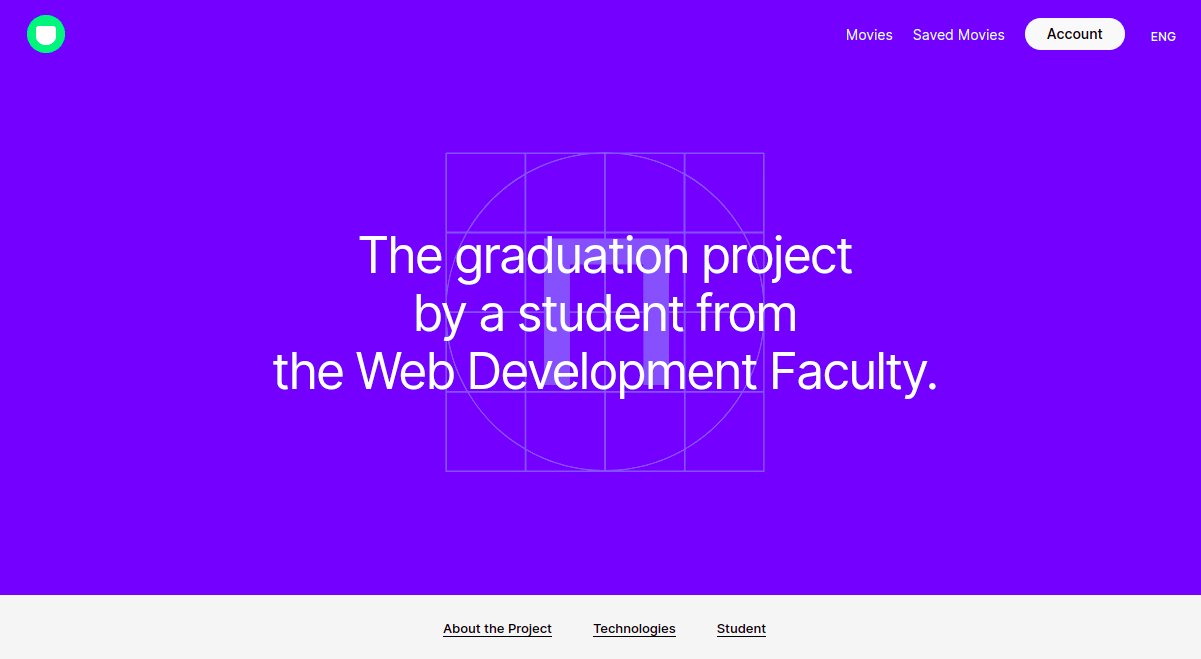 Movies Saved Movies Account ENG
The graduation project
by a student from
the Web Development Faculty.
About the Project Technologies Student